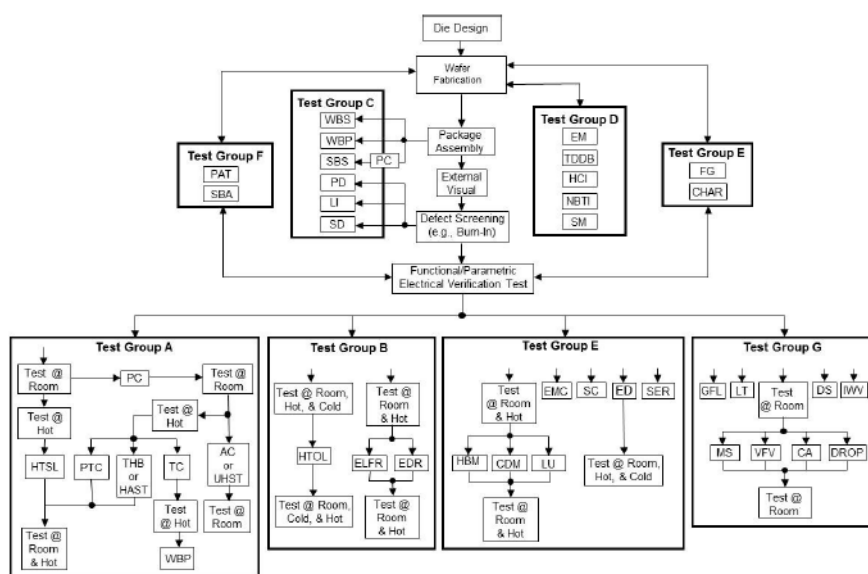 Die Design
Wafer
Fabrication
Test Group C
WBS
WBP
SBS
PC
PD
LI
SD
Package
Assembly
External
Visual
Defect Screening
(e.g., Burn-In)
Functional/Parametric
Electrical Verification Test
Test Group D
EM
TDDB
HCI
NBTI
SM
Test Group F
PAT
SBA
Test Group E
FG
CHAR
Test Group A
Test @
Room
PC
Test @
Room
Test @
Hot
Test @
Hot
HTSL
PTC
THB
or
HAST
TC
AC
or
UHST
Test @
Hot
Test @
Room
Test @
Room
& Hot
WBP
Test Group B
Test @ Room,
Hot, & Cold
Test @
Room
& Hot
HTOL
ELFR
EDR
Test @ Room,
Cold, & Hot
Test @
Room
& Hot
Test Group E
Test
@ Room
& Hot
EMC
SC
ED
SER
HBM
CDM
LU
Test @ Room,
Hot, & Cold
Test @
Room &
Hot
Test Group G
GFL
LT
Test
@ Room
DS
IWV
MS
VFV
CA
DROP
Test @
Room